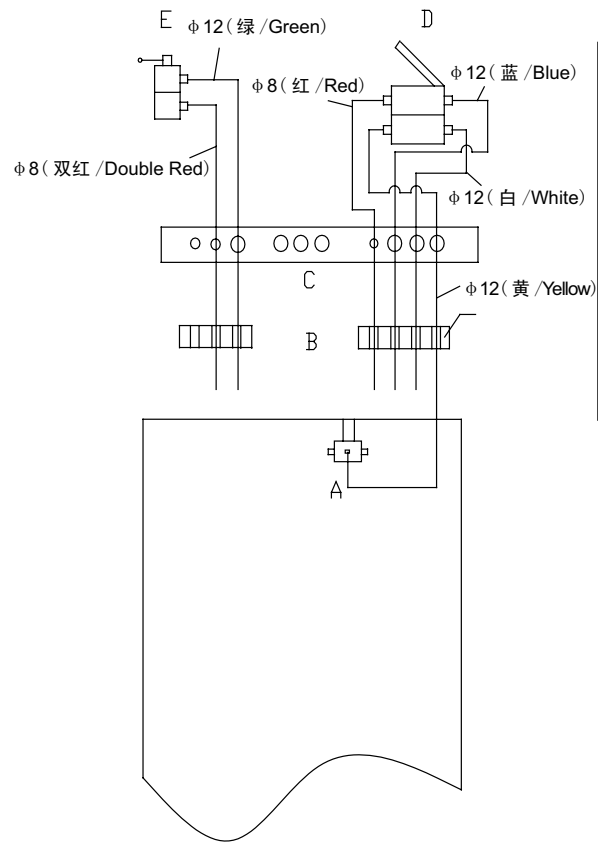 E
D
φ12(绿/Green)
φ12(蓝/Blue)
φ8(红/Red)
φ8(双红/Double Red)
φ12(白/White)
C
φ12(黄/Yellow)
B
A